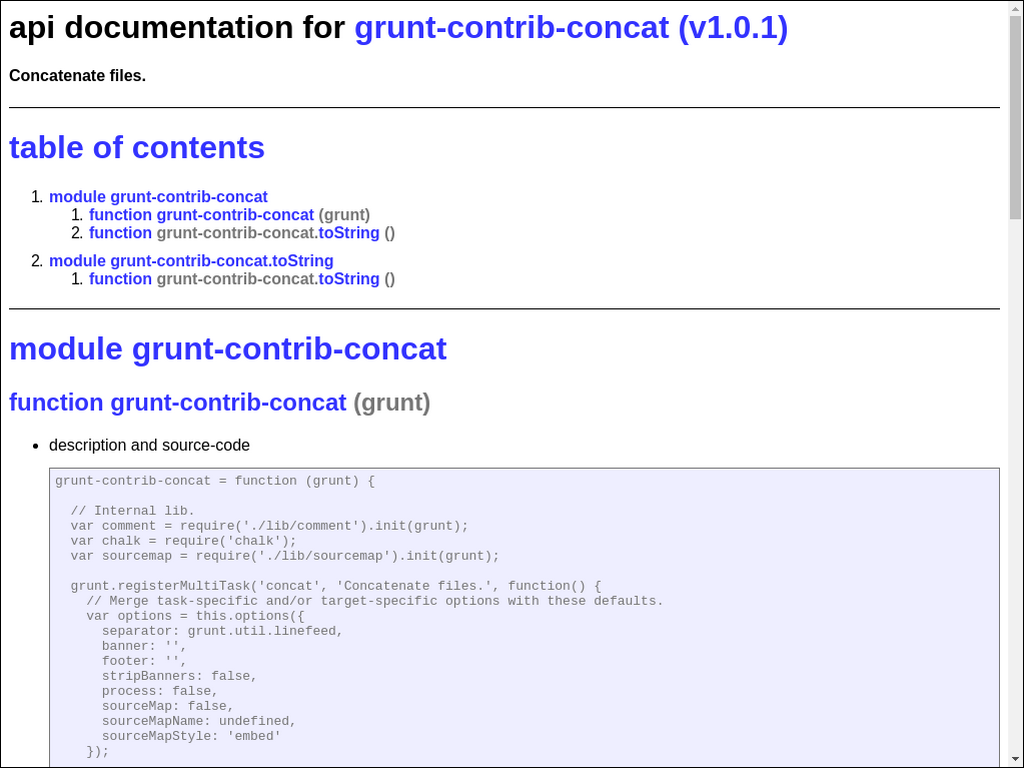 api documentation for grunt-contrib-concat (v1.0.1)
Concatenate files.
table of contents
1. module grunt-contrib-concat
1. function grunt-contrib-concat (grunt)
2. function grunt-contrib-concat.toString ()
2. module grunt-contrib-concat.toString
1. function grunt-contrib-concat.toString ()
module grunt-contrib-concat
function grunt-contrib-concat (grunt)
• description and source-code
grunt-contrib-concat = function (grunt) {
  // Internal lib.
  var comment = require('./lib/comment').init(grunt);
  var chalk = require('chalk');
  var sourcemap = require('./lib/sourcemap').init(grunt);
  grunt.registerMultiTask('concat', 'Concatenate files.', function() {
    // Merge task-specific and/or target-specific options with these defaults.
    var options = this.options({
      separator: grunt.util.linefeed,
      banner: '',
      footer: '',
      stripBanners: false,
      process: false,
      sourceMap: false,
      sourceMapName: undefined,
      sourceMapStyle: 'embed'
    });